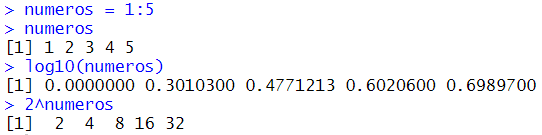 > numeros = 1:5
> numeros
[1] 1 2 3 4 5
> log10(numeros)
[1] 0.0000000 0.3010300 0.4771213 0.6020600 0.6989700
> 2^numeros
[1]  2  4  8 16 32